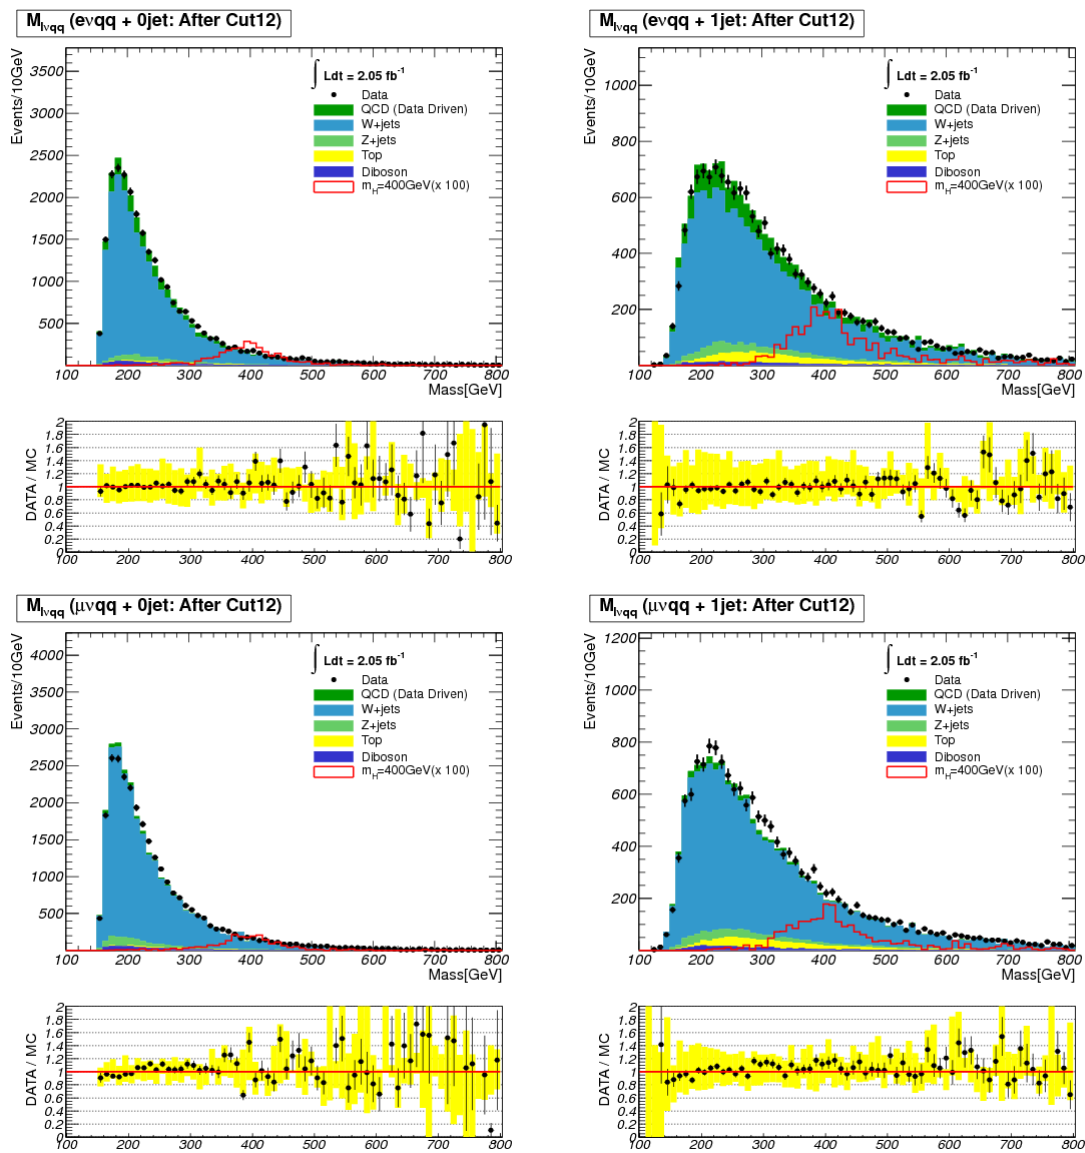 M_lνqq (eνqq + 0jet: After Cut12)
Events/10GeV
3500
3000
2500
2000
1500
1000
500
∫ Ldt = 2.05 fb⁻¹
Data
QCD (Data Driven)
W+jets
Z+jets
Top
Diboson
m_H=400GeV(x 100)
100 200 300 400 500 600 700 800
Mass[GeV]
DATA / MC
2
1.8
1.6
1.4
1.2
1
0.8
0.6
0.4
0.2
0
100 200 300 400 500 600 700 800
M_lνqq (eνqq + 1jet: After Cut12)
Events/10GeV
1000
800
600
400
200
∫ Ldt = 2.05 fb⁻¹
Data
QCD (Data Driven)
W+jets
Z+jets
Top
Diboson
m_H=400GeV(x 100)
100 200 300 400 500 600 700 800
Mass[GeV]
DATA / MC
2
1.8
1.6
1.4
1.2
1
0.8
0.6
0.4
0.2
0
100 200 300 400 500 600 700 800
M_lνqq (μνqq + 0jet: After Cut12)
Events/10GeV
4000
3500
3000
2500
2000
1500
1000
500
∫ Ldt = 2.05 fb⁻¹
Data
QCD (Data Driven)
W+jets
Z+jets
Top
Diboson
m_H=400GeV(x 100)
100 200 300 400 500 600 700 800
Mass[GeV]
DATA / MC
2
1.8
1.6
1.4
1.2
1
0.8
0.6
0.4
0.2
0
100 200 300 400 500 600 700 800
M_lνqq (μνqq + 1jet: After Cut12)
Events/10GeV
1200
1000
800
600
400
200
∫ Ldt = 2.05 fb⁻¹
Data
QCD (Data Driven)
W+jets
Z+jets
Top
Diboson
m_H=400GeV(x 100)
100 200 300 400 500 600 700 800
Mass[GeV]
DATA / MC
2
1.8
1.6
1.4
1.2
1
0.8
0.6
0.4
0.2
0
100 200 300 400 500 600 700 800